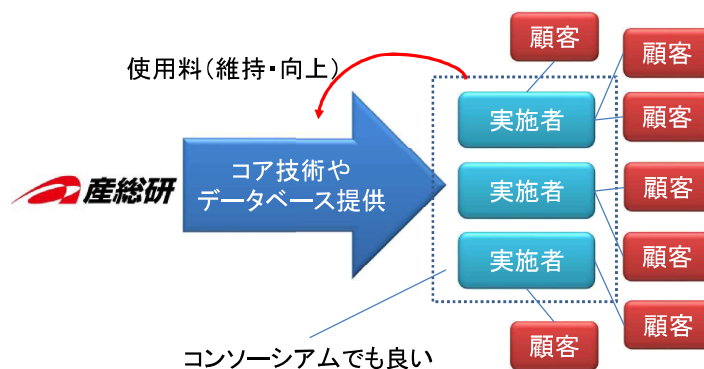 使用料(維持・向上)
産総研
コア技術や
データベース提供
実施者
実施者
実施者
コンソーシアムでも良い
顧客
顧客
顧客
顧客
顧客
顧客
顧客